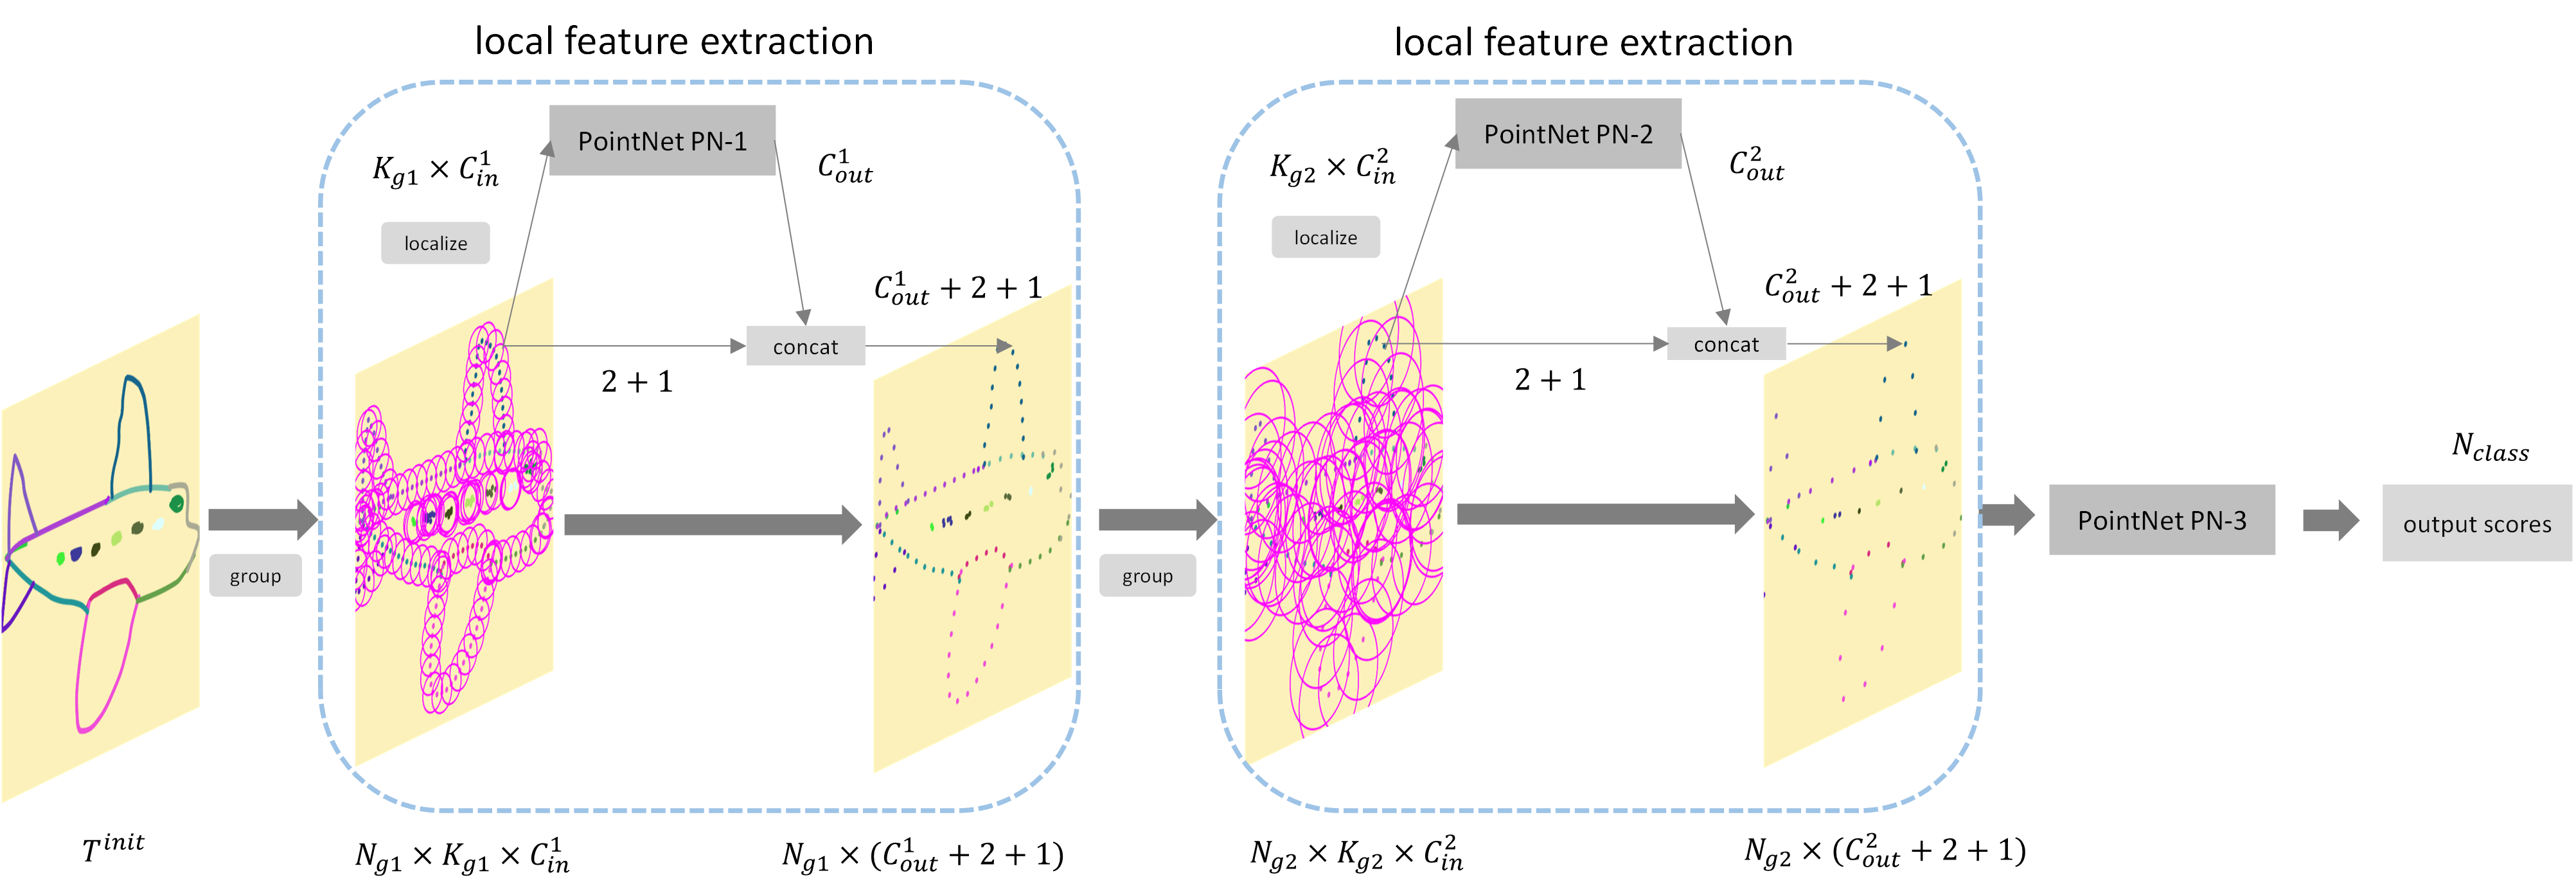 local feature extraction
local feature extraction
PointNet PN-1
PointNet PN-2
$K_{g1} \times C_{in}^{1}$
$C_{out}^{1}$
$K_{g2} \times C_{in}^{2}$
$C_{out}^{2}$
localize
localize
$C_{out}^{1} + 2 + 1$
$C_{out}^{2} + 2 + 1$
concat
concat
2 + 1
2 + 1
$N_{class}$
PointNet PN-3
output scores
group
group
$T^{init}$
$N_{g1} \times K_{g1} \times C_{in}^{1}$
$N_{g1} \times (C_{out}^{1} + 2 + 1)$
$N_{g2} \times K_{g2} \times C_{in}^{2}$
$N_{g2} \times (C_{out}^{2} + 2 + 1)$